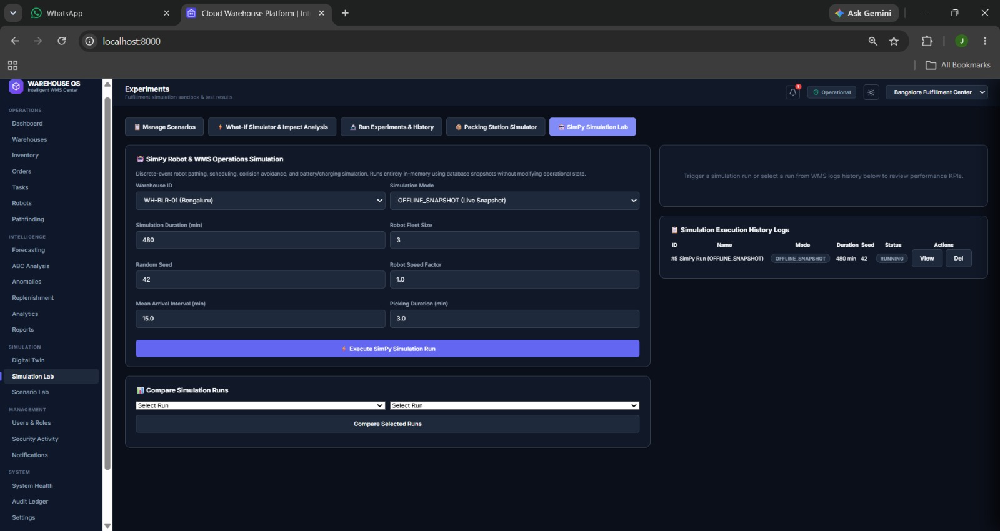 WhatsApp
Cloud Warehouse Platform | Int
Ask Gemini
localhost:8000
J
All Bookmarks
WAREHOUSE OS
Intelligent WMS Center
OPERATIONS
Dashboard
Warehouses
Inventory
Orders
Tasks
Robots
Pathfinding
INTELLIGENCE
Forecasting
ABC Analysis
Anomalies
Replenishment
Analytics
Reports
SIMULATION
Digital Twin
Simulation Lab
Scenario Lab
MANAGEMENT
Users & Roles
Security Activity
Notifications
SYSTEM
System Health
Audit Ledger
Settings
Experiments
Fulfillment simulation sandbox & test results
1
Operational
Bangalore Fulfillment Center
Manage Scenarios
What-If Simulator & Impact Analysis
Run Experiments & History
Packing Station Simulator
SimPy Simulation Lab
SimPy Robot & WMS Operations Simulation
Discrete-event robot pathing, scheduling, collision avoidance, and battery/charging simulation. Runs entirely in-memory using database snapshots without modifying operational state.
Warehouse ID Simulation Mode
WH-BLR-01 (Bengaluru) OFFLINE_SNAPSHOT (Live Snapshot)
Simulation Duration (min) Robot Fleet Size
480 3
Random Seed Robot Speed Factor
42 1.0
Mean Arrival Interval (min) Picking Duration (min)
15.0 3.0
Execute SimPy Simulation Run
Compare Simulation Runs
Select Run Select Run
Compare Selected Runs
Trigger a simulation run or select a run from WMS logs history below to review performance KPIs.
Simulation Execution History Logs
ID Name Mode Duration Seed Status Actions
#5 SimPy Run (OFFLINE_SNAPSHOT) OFFLINE_SNAPSHOT 480 min 42 RUNNING View Del